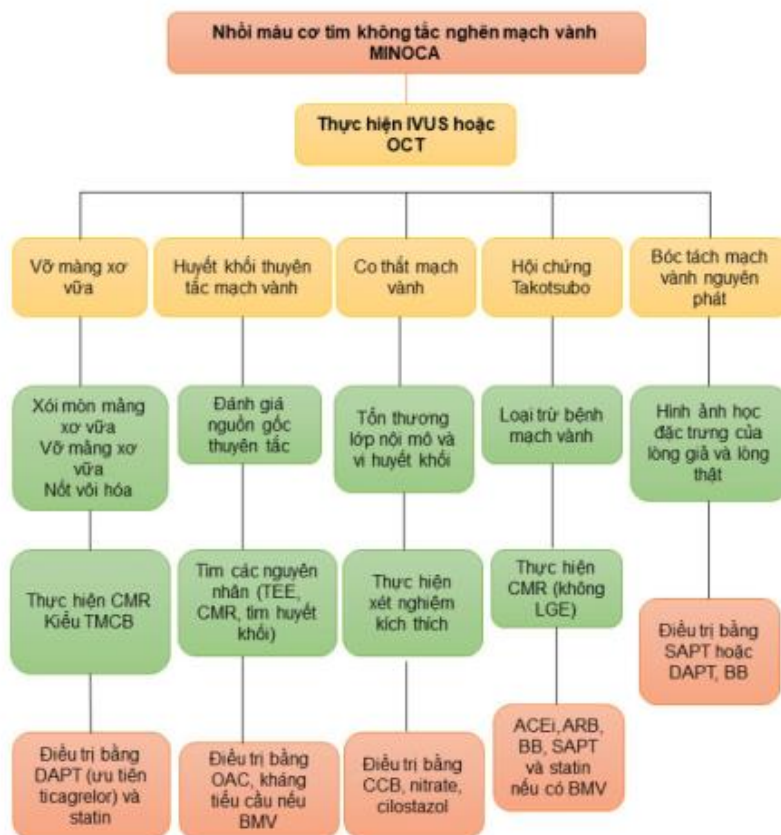 Nhồi máu cơ tim không tắc nghẽn mạch vành
MINOCA
Thực hiện IVUS hoặc
OCT
Vỡ mảng xơ
vữa
Huyết khối thuyên
tắc mạch vành
Co thắt mạch
vành
Hội chứng
Takotsubo
Bóc tách mạch
vành nguyên
phát
Xói mòn mảng
xơ vữa
Vỡ mảng xơ
vữa
Nốt vôi hóa
Đánh giá
nguồn gốc
thuyên tắc
Tổn thương
lớp nội mô và
vi huyết khối
Loại trừ bệnh
mạch vành
Hình ảnh học
đặc trưng của
lòng giả và lòng
thật
Thực hiện CMR
Kiểu TMCB
Tìm các nguyên
nhân (TEE,
CMR, tìm huyết
khối)
Thực hiện
xét nghiệm
kích thích
Thực hiện
CMR (không
LGE)
Điều trị bằng
SAPT hoặc
DAPT, BB
Điều trị bằng
DAPT (ưu tiên
ticagrelor) và
statin
Điều trị bằng
OAC, kháng
tiểu cầu nếu
BMV
Điều trị bằng
CCB, nitrate,
cilostazol
ACEi, ARB,
BB, SAPT
và statin
nếu có BMV